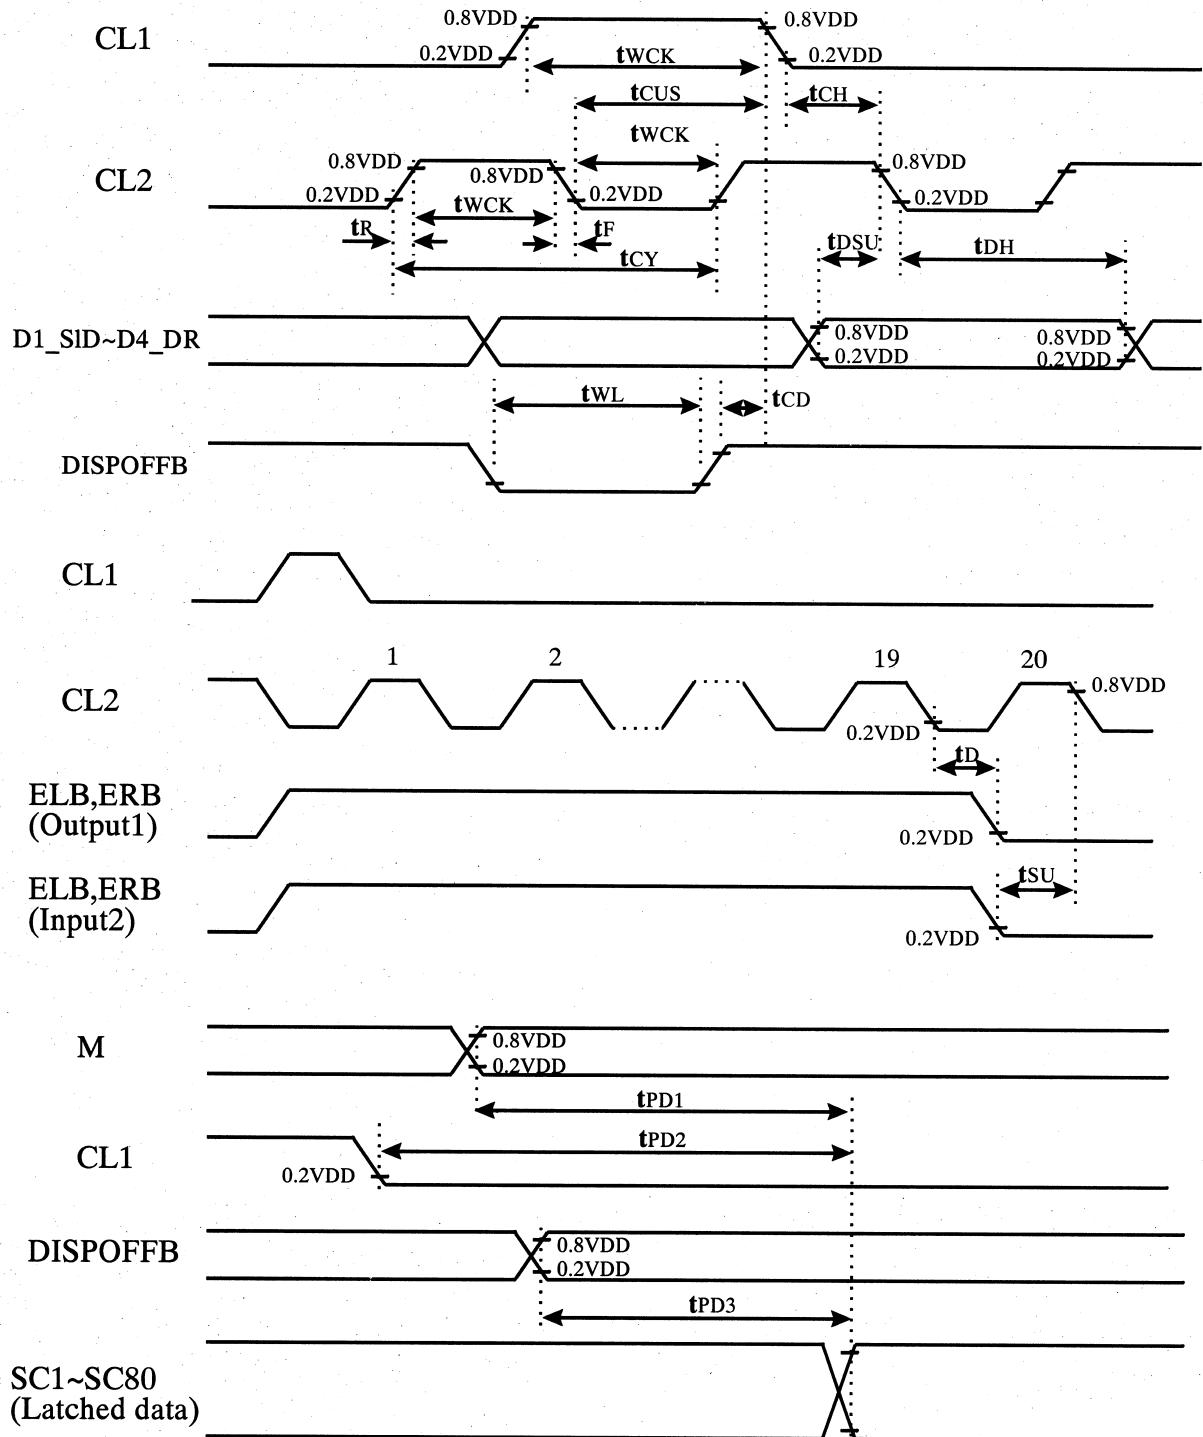 0.8VDD
0.8VDD
CL1
0.2VDD
tWCK
0.2VDD
tCUS
tCH
tWCK
0.8VDD
0.8VDD
0.8VDD
CL2
0.2VDD
tWCK
0.2VDD
0.2VDD
tR
tF
tDSU
tDH
tCY
D1_SID~D4_DR
0.8VDD
0.8VDD
0.2VDD
0.2VDD
tWL
tCD
DISPOFFB
CL1
1
2
19
20
CL2
0.8VDD
0.2VDD
tD
ELB,ERB
(Output1)
0.2VDD
tSU
ELB,ERB
(Input2)
0.2VDD
M
0.8VDD
0.2VDD
tPD1
tPD2
CL1
0.2VDD
DISPOFFB
0.8VDD
0.2VDD
tPD3
SC1~SC80
(Latched data)